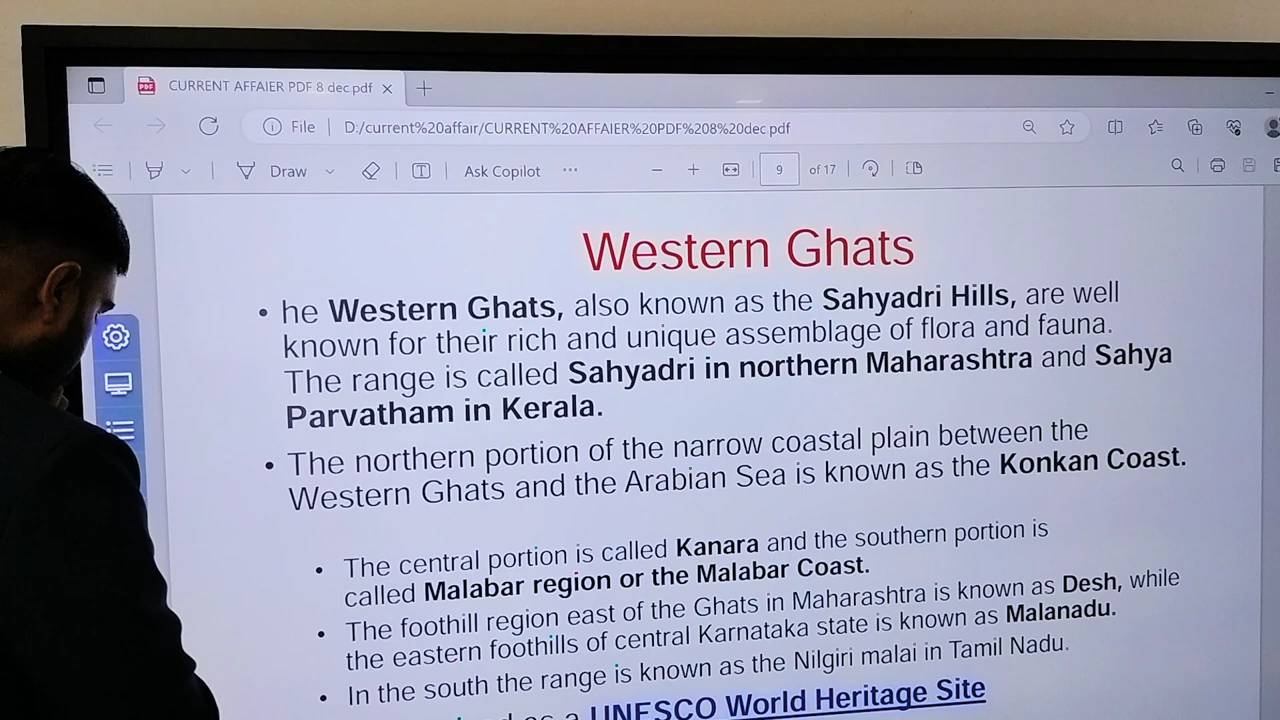 CURRENT AFFAIER PDF 8 dec.pdf
File
D:/current%20affair/CURRENT%20AFFAIER%20PDF%208%20dec.pdf
Draw
Ask Copilot
9 of 17
Western Ghats
• he Western Ghats, also known as the Sahyadri Hills, are well
known for their rich and unique assemblage of flora and fauna.
The range is called Sahyadri in northern Maharashtra and Sahya
Parvatham in Kerala.
• The northern portion of the narrow coastal plain between the
Western Ghats and the Arabian Sea is known as the Konkan Coast.
• The central portion is called Kanara and the southern portion is
called Malabar region or the Malabar Coast.
• The foothill region east of the Ghats in Maharashtra is known as Desh, while
the eastern foothills of central Karnataka state is known as Malanadu.
• In the south the range is known as the Nilgiri malai in Tamil Nadu.
as a UNESCO World Heritage Site